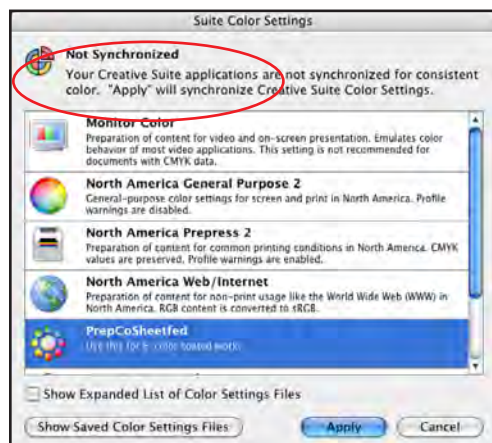 Suite Color Settings
Not Synchronized
Your Creative Suite applications are not synchronized for consistent
color. "Apply" will synchronize Creative Suite Color Settings.
Monitor Color
Preparation of content for video and on-screen presentation. Emulates color
behavior of most video applications. This setting is not recommended for
documents with CMYK data.
North America General Purpose 2
General-purpose color settings for screen and print in North America. Profile
warnings are disabled.
North America Prepress 2
Preparation of content for common printing conditions in North America. CMYK
values are preserved. Profile warnings are enabled.
North America Web/Internet
Preparation of content for non-print usage like the World Wide Web (WWW) in
North America. RGB content is converted to sRGB.
PrepCoSheetfed
Use this for 6-color coated work.
Show Expanded List of Color Settings Files
Show Saved Color Settings Files
Apply
Cancel